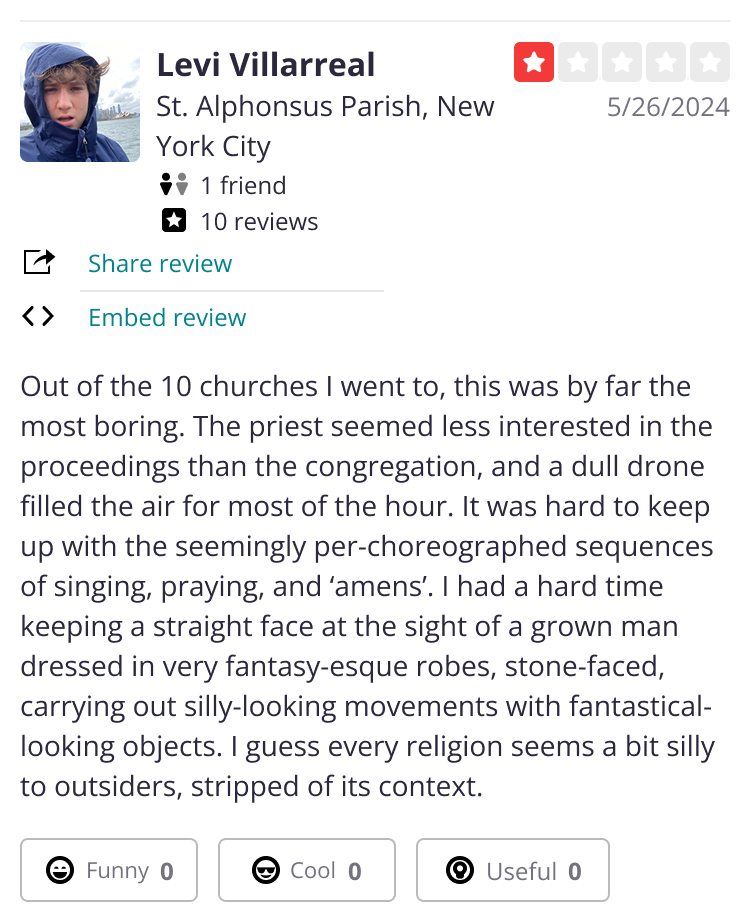 Levi Villarreal
St. Alphonsus Parish, New
York City
5/26/2024
1 friend
10 reviews
Share review
Embed review
Out of the 10 churches I went to, this was by far the
most boring. The priest seemed less interested in the
proceedings than the congregation, and a dull drone
filled the air for most of the hour. It was hard to keep
up with the seemingly per-choreographed sequences
of singing, praying, and ‘amens’. I had a hard time
keeping a straight face at the sight of a grown man
dressed in very fantasy-esque robes, stone-faced,
carrying out silly-looking movements with fantastical-
looking objects. I guess every religion seems a bit silly
to outsiders, stripped of its context.
Funny 0
Cool 0
Useful 0